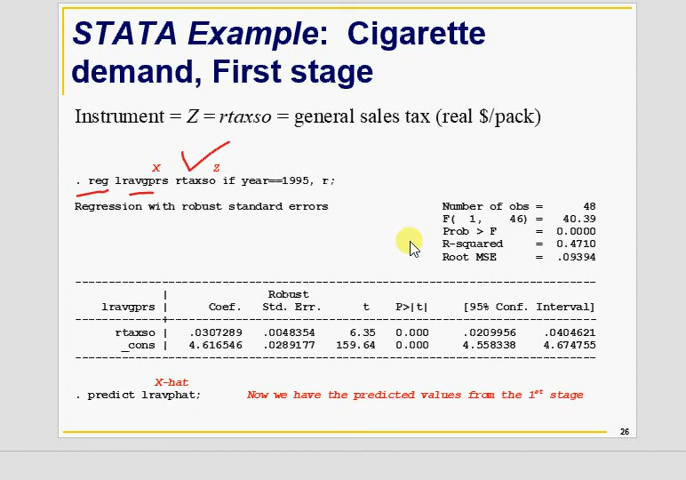 STATA Example: Cigarette
demand, First stage
Instrument = Z = rtaxso = general sales tax (real $/pack)
X Z
. reg lravgprs rtaxso if year==1995, r;
Regression with robust standard errors Number of obs = 48
F( 1, 46) = 40.39
Prob > F = 0.0000
R-squared = 0.4710
Root MSE = .09394
------------------------------------------------------------------------------
| Robust
lravgprs | Coef. Std. Err. t P>|t| [95% Conf. Interval]
-------------+----------------------------------------------------------------
rtaxso | .0307289 .0048354 6.35 0.000 .0209956 .0404621
_cons | 4.616546 .0289177 159.64 0.000 4.558338 4.674755
------------------------------------------------------------------------------
X-hat
. predict lravphat; Now we have the predicted values from the 1st stage
26